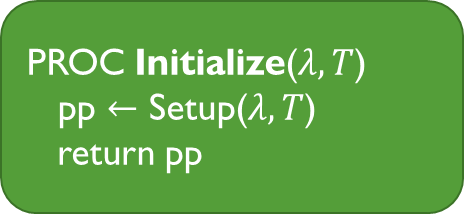 PROC Initialize(λ, T)
pp ← Setup(λ, T)
return pp